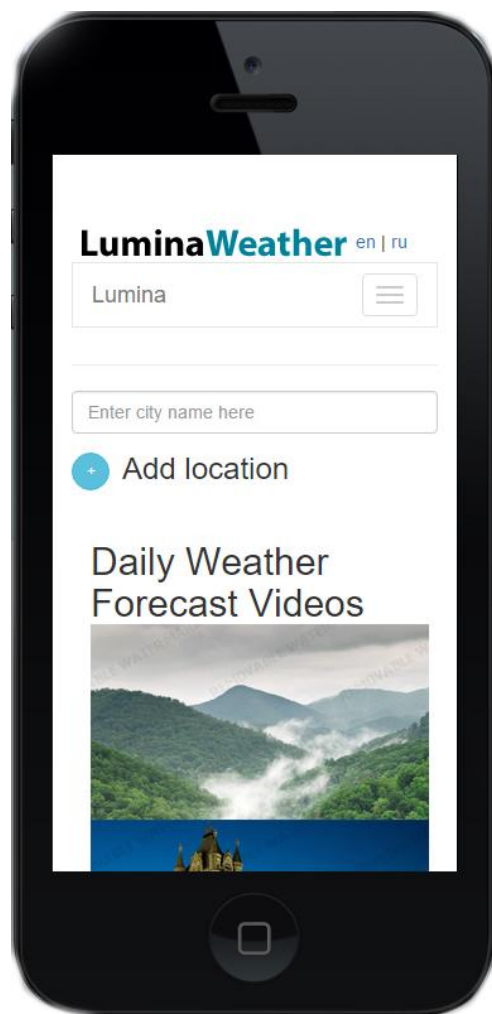 LuminaWeather en | ru
Lumina
Enter city name here
+ Add location
Daily Weather
Forecast Videos